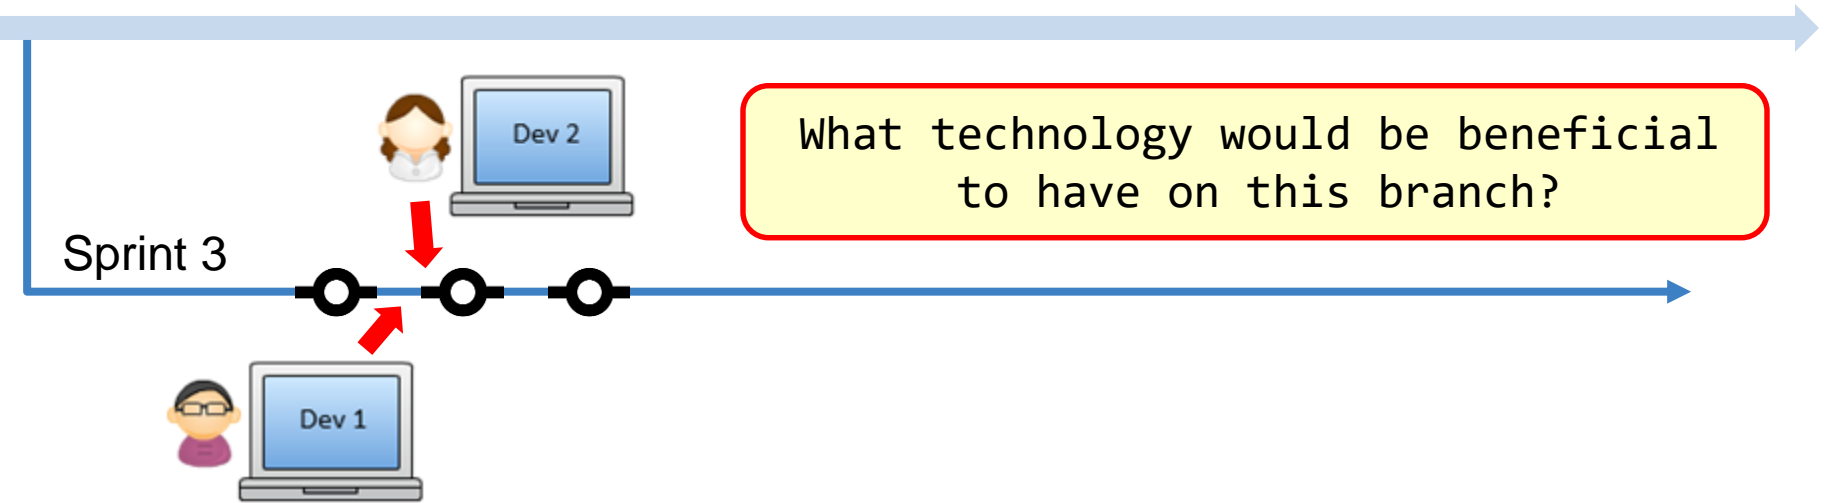 Dev 2
What technology would be beneficial
to have on this branch?
Sprint 3
Dev 1